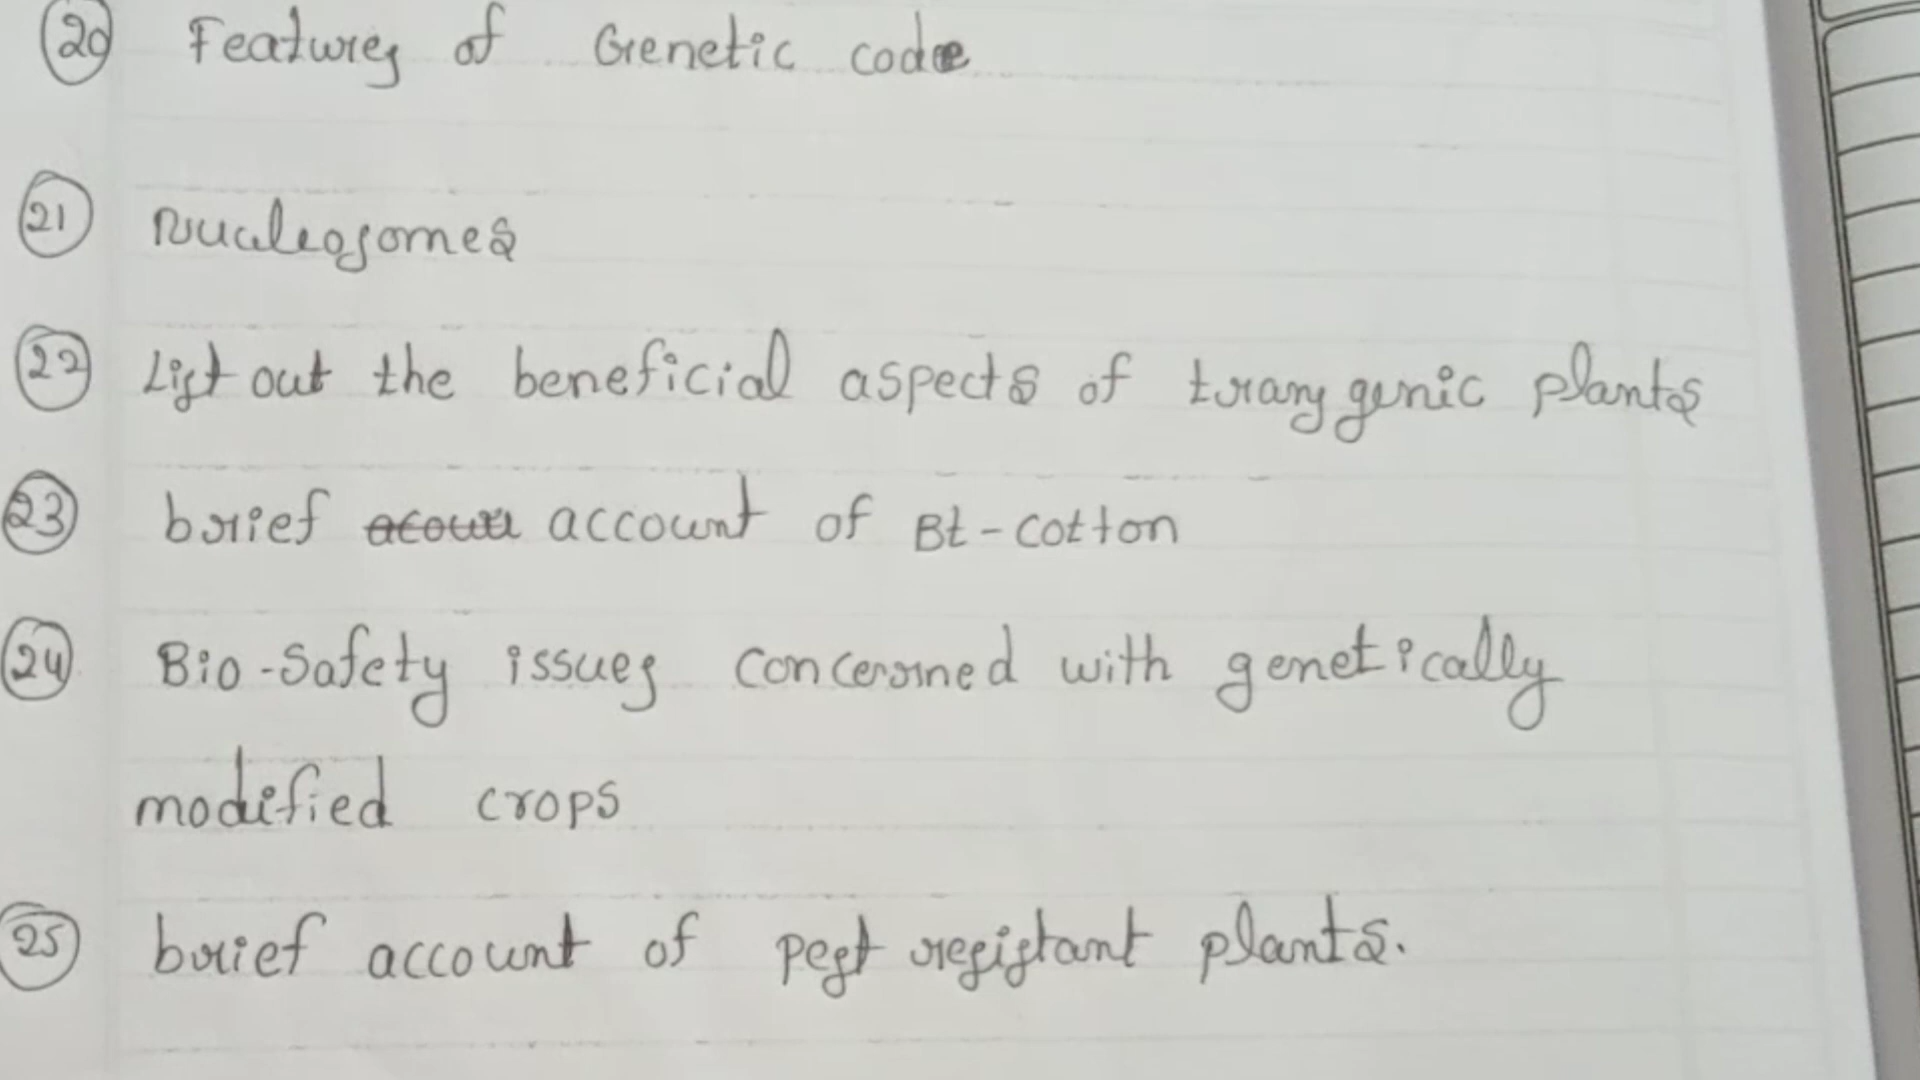 20 Features of Genetic code
21 Nucleosomes
22 List out the beneficial aspects of transgenic plants
23 brief account of Bt-cotton
24 Bio-Safety issues concerned with genetically
modified crops
25 brief account of pest resistant plants.